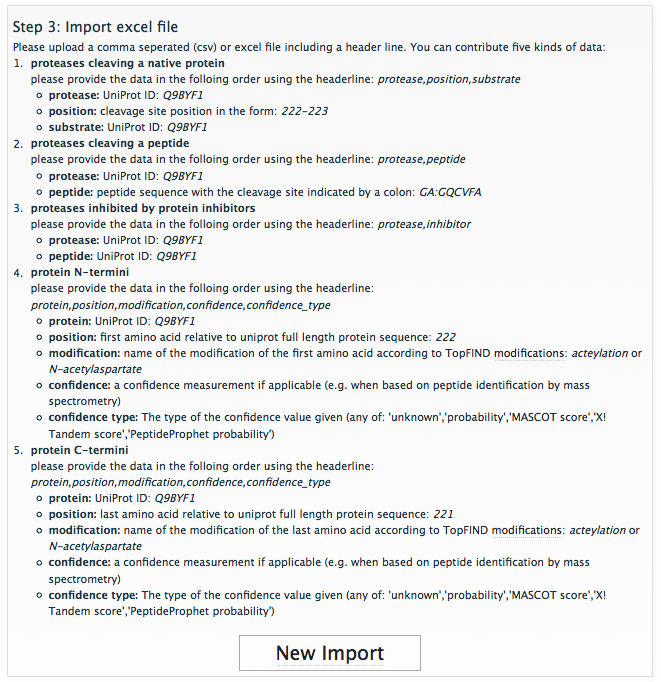 Step 3: Import excel file
Please upload a comma seperated (csv) or excel file including a header line. You can contribute five kinds of data:
1. proteases cleaving a native protein
please provide the data in the folloing order using the headerline: protease,position,substrate
protease: UniProt ID: Q9BYF1
position: cleavage site position in the form: 222-223
substrate: UniProt ID: Q9BYF1
2. proteases cleaving a peptide
please provide the data in the folloing order using the headerline: protease,peptide
protease: UniProt ID: Q9BYF1
peptide: peptide sequence with the cleavage site indicated by a colon: GA:GQCVFA
3. proteases inhibited by protein inhibitors
please provide the data in the folloing order using the headerline: protease,inhibitor
protease: UniProt ID: Q9BYF1
peptide: UniProt ID: Q9BYF1
4. protein N-termini
please provide the data in the folloing order using the headerline:
protein,position,modification,confidence,confidence_type
protein: UniProt ID: Q9BYF1
position: first amino acid relative to uniprot full length protein sequence: 222
modification: name of the modification of the first amino acid according to TopFIND modifications: acteylation or
N-acetylaspartate
confidence: a confidence measurement if applicable (e.g. when based on peptide identification by mass
spectrometry)
confidence type: The type of the confidence value given (any of: 'unknown','probability','MASCOT score','X!
Tandem score','PeptideProphet probability')
5. protein C-termini
please provide the data in the folloing order using the headerline:
protein,position,modification,confidence,confidence_type
protein: UniProt ID: Q9BYF1
position: last amino acid relative to uniprot full length protein sequence: 221
modification: name of the modification of the last amino acid according to TopFIND modifications: acteylation or
N-acetylaspartate
confidence: a confidence measurement if applicable (e.g. when based on peptide identification by mass
spectrometry)
confidence type: The type of the confidence value given (any of: 'unknown','probability','MASCOT score','X!
Tandem score','PeptideProphet probability')
New Import